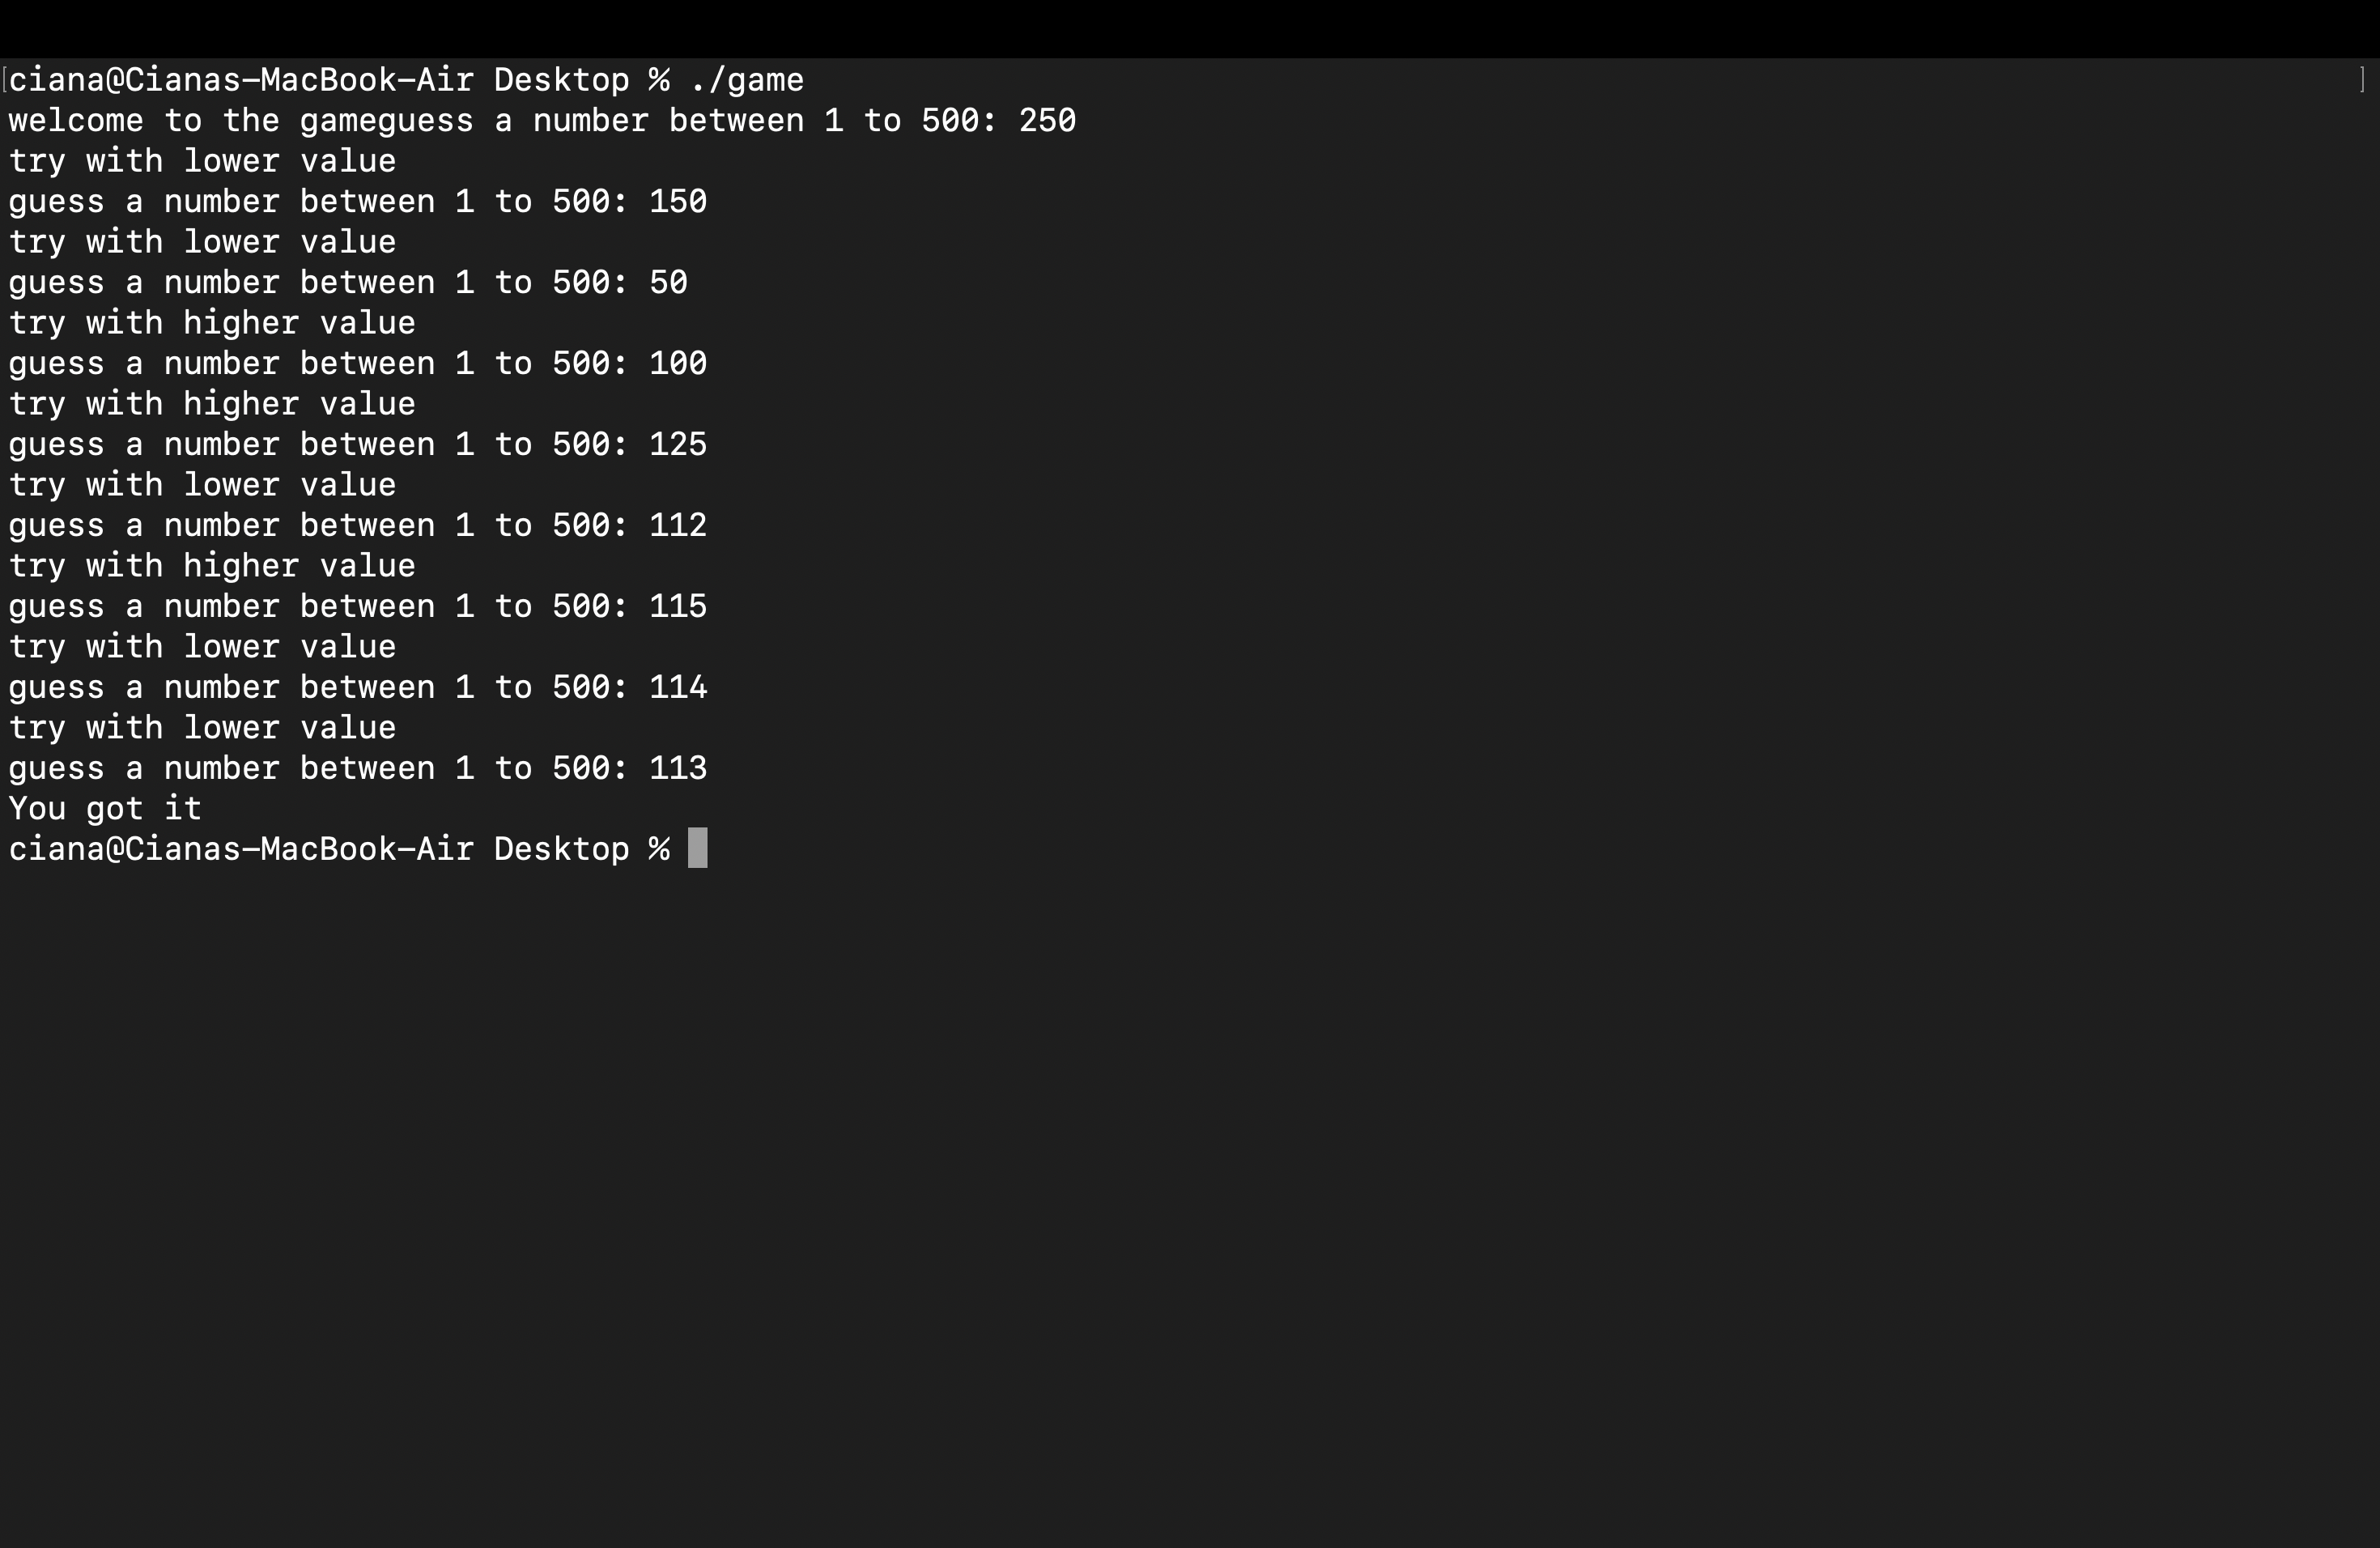 [ciana@Cianas-MacBook-Air Desktop % ./game ]
welcome to the gameguess a number between 1 to 500: 250
try with lower value
guess a number between 1 to 500: 150
try with lower value
guess a number between 1 to 500: 50
try with higher value
guess a number between 1 to 500: 100
try with higher value
guess a number between 1 to 500: 125
try with lower value
guess a number between 1 to 500: 112
try with higher value
guess a number between 1 to 500: 115
try with lower value
guess a number between 1 to 500: 114
try with lower value
guess a number between 1 to 500: 113
You got it
ciana@Cianas-MacBook-Air Desktop %